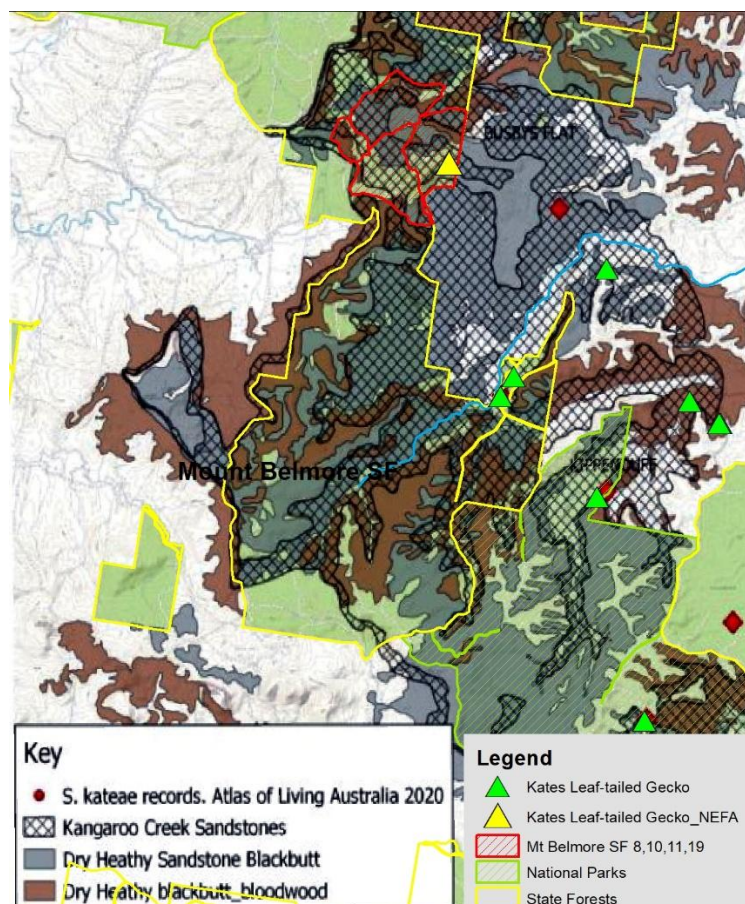 BUSBYS FLAT
Mount Belmore SF
KIPPENDUFF
Key
S. kateae records. Atlas of Living Australia 2020
Kangaroo Creek Sandstones
Dry Heathy Sandstone Blackbutt
Dry Heathy blackbutt_bloodwood
Legend
Kates Leaf-tailed Gecko
Kates Leaf-tailed Gecko_NEFA
Mt Belmore SF 8,10,11,19
National Parks
State Forests